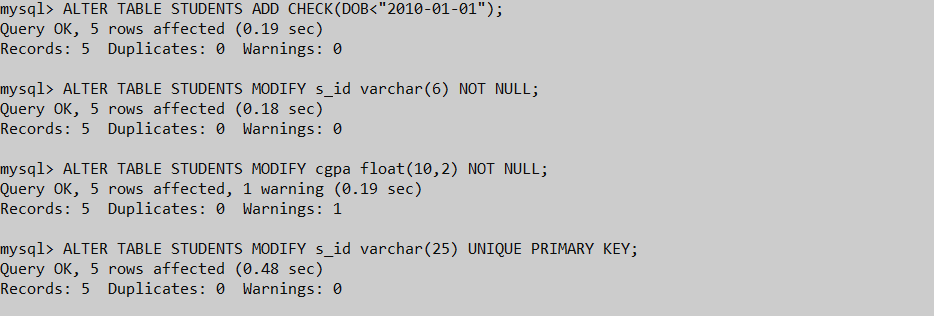 mysql> ALTER TABLE STUDENTS ADD CHECK(DOB<"2010-01-01");
Query OK, 5 rows affected (0.19 sec)
Records: 5  Duplicates: 0  Warnings: 0
mysql> ALTER TABLE STUDENTS MODIFY s_id varchar(6) NOT NULL;
Query OK, 5 rows affected (0.18 sec)
Records: 5  Duplicates: 0  Warnings: 0
mysql> ALTER TABLE STUDENTS MODIFY cgpa float(10,2) NOT NULL;
Query OK, 5 rows affected, 1 warning (0.19 sec)
Records: 5  Duplicates: 0  Warnings: 1
mysql> ALTER TABLE STUDENTS MODIFY s_id varchar(25) UNIQUE PRIMARY KEY;
Query OK, 5 rows affected (0.48 sec)
Records: 5  Duplicates: 0  Warnings: 0